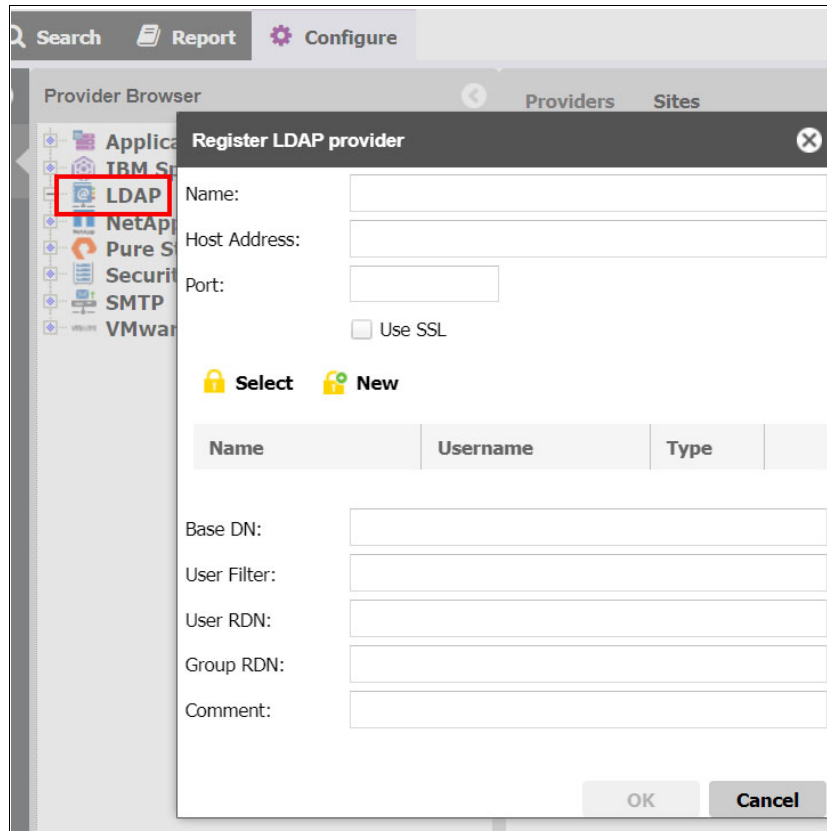 Search Report Configure
Provider Browser
Providers Sites
Applica
IBM Sp
LDAP
NetApp
Pure St
Securit
SMTP
VMwar
Register LDAP provider
Name:
Host Address:
Port:
Use SSL
Select New
Name Username Type
Base DN:
User Filter:
User RDN:
Group RDN:
Comment:
OK Cancel